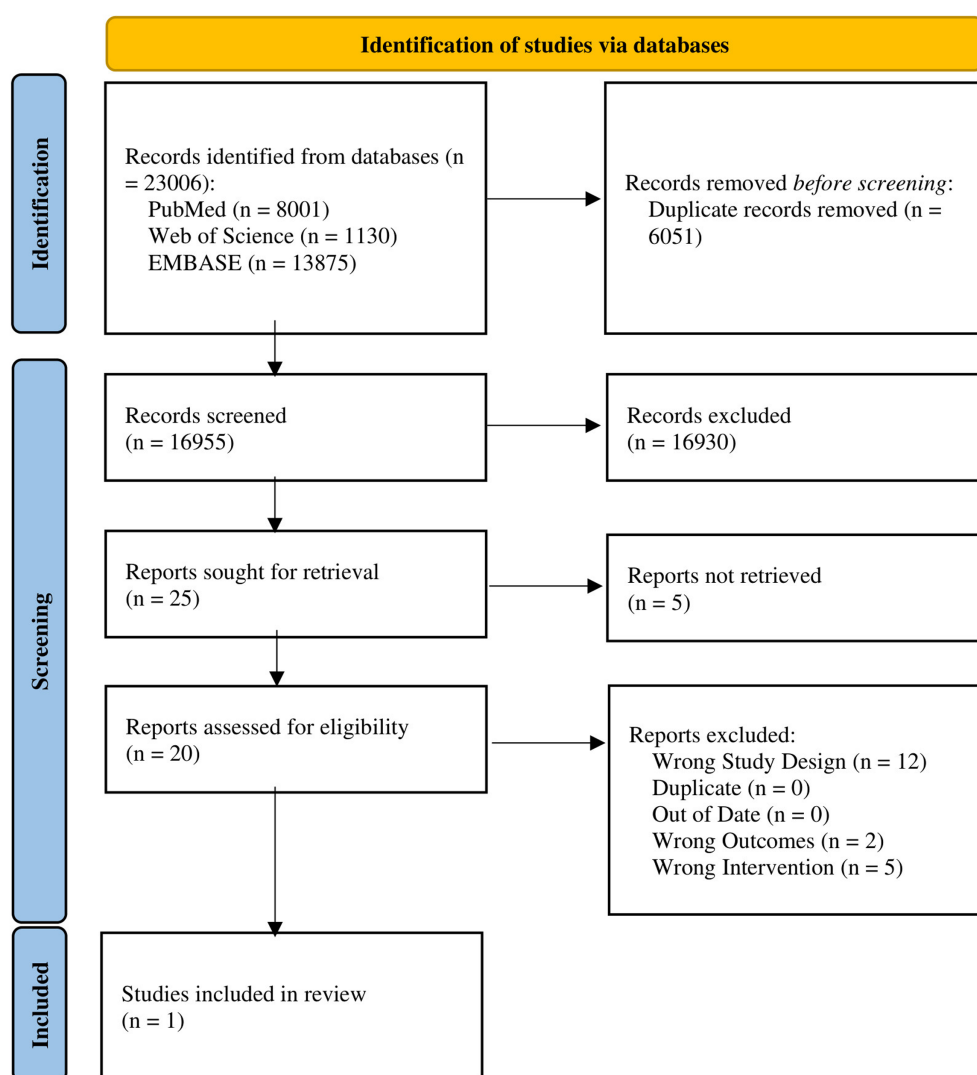 Identification of studies via databases
Identification
Records identified from databases (n
= 23006):
PubMed (n = 8001)
Web of Science (n = 1130)
EMBASE (n = 13875)
Records removed before screening:
Duplicate records removed (n =
6051)
Screening
Records screened
(n = 16955)
Records excluded
(n = 16930)
Reports sought for retrieval
(n = 25)
Reports not retrieved
(n = 5)
Reports assessed for eligibility
(n = 20)
Reports excluded:
Wrong Study Design (n = 12)
Duplicate (n = 0)
Out of Date (n = 0)
Wrong Outcomes (n = 2)
Wrong Intervention (n = 5)
Included
Studies included in review
(n = 1)